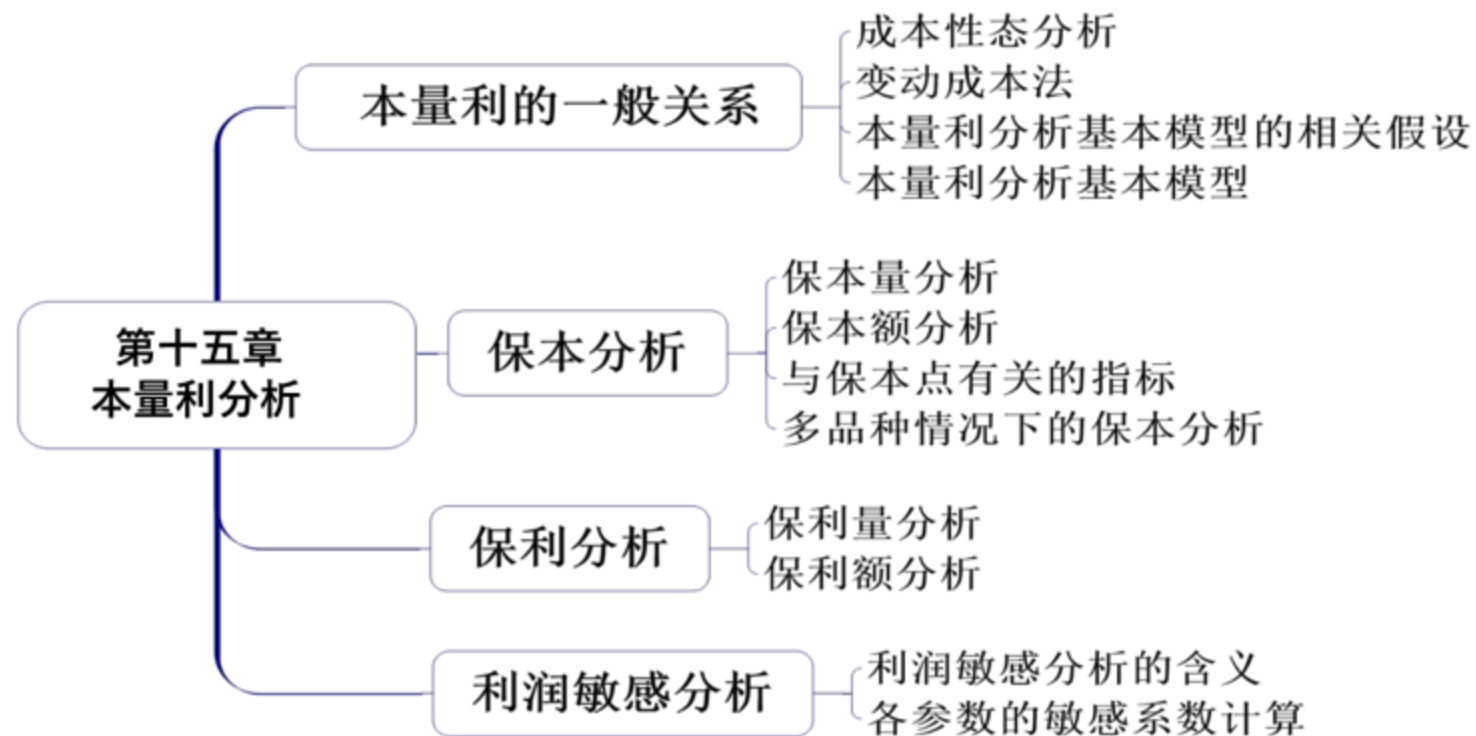 第十五章
本量利分析
本量利的一般关系
成本性态分析
变动成本法
本量利分析基本模型的相关假设
本量利分析基本模型
保本分析
保本量分析
保本额分析
与保本点有关的指标
多品种情况下的保本分析
保利分析
保利量分析
保利额分析
利润敏感分析
利润敏感分析的含义
各参数的敏感系数计算